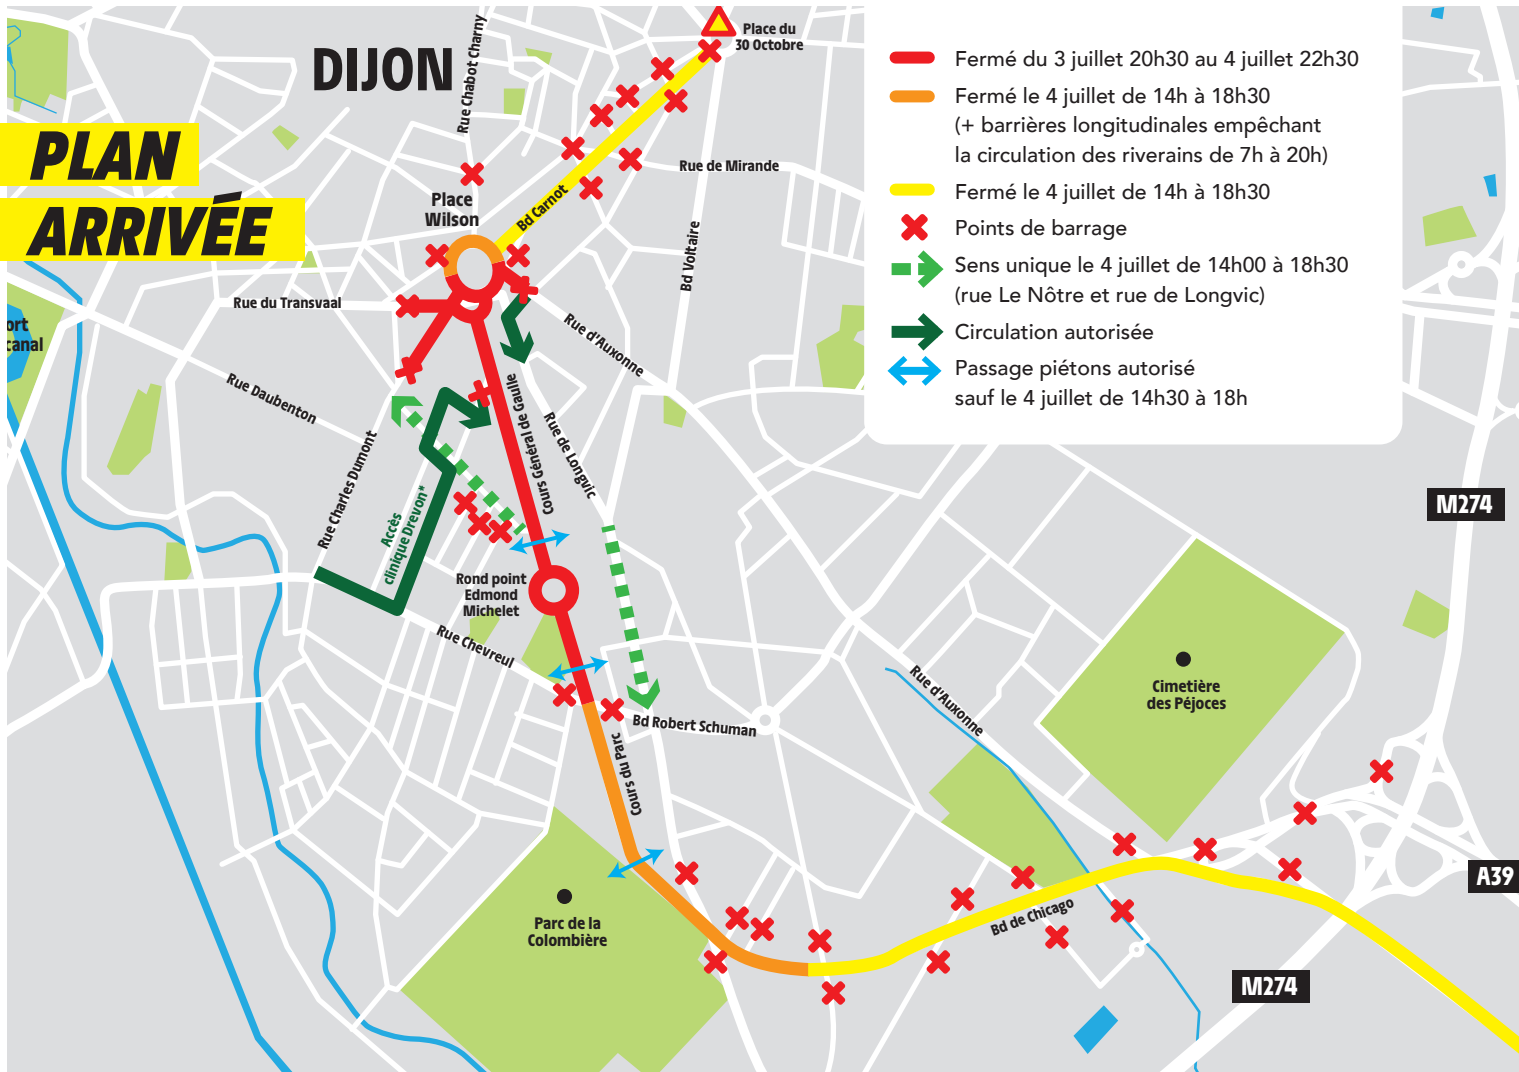 PLAN
ARRIVÉE
DIJON
Rue Chabot Charny
Place du
30 Octobre
Fermé du 3 juillet 20h30 au 4 juillet 22h30
Fermé le 4 juillet de 14h à 18h30
(+ barrières longitudinales empêchant
la circulation des riverains de 7h à 20h)
Fermé le 4 juillet de 14h à 18h30
Points de barrage
Sens unique le 4 juillet de 14h00 à 18h30
(rue Le Nôtre et rue de Longvic)
Circulation autorisée
Passage piétons autorisé
sauf le 4 juillet de 14h30 à 18h
Rue de Mirande
Place
Wilson
Bd Carnot
Bd Voltaire
Rue du Transvaal
ort
canal
Rue d'Auxonne
Rue Daubenton
Cours Général de Gaulle
Rue de Longvic
Rue Charles Dumont
Accès
clinique Drevon*
M274
Rond point
Edmond
Michelet
Rue Chevreul
Rue d'Auxonne
Cimetière
des Péjoces
Bd Robert Schuman
Cours du Parc
A39
Parc de la
Colombière
Bd de Chicago
M274